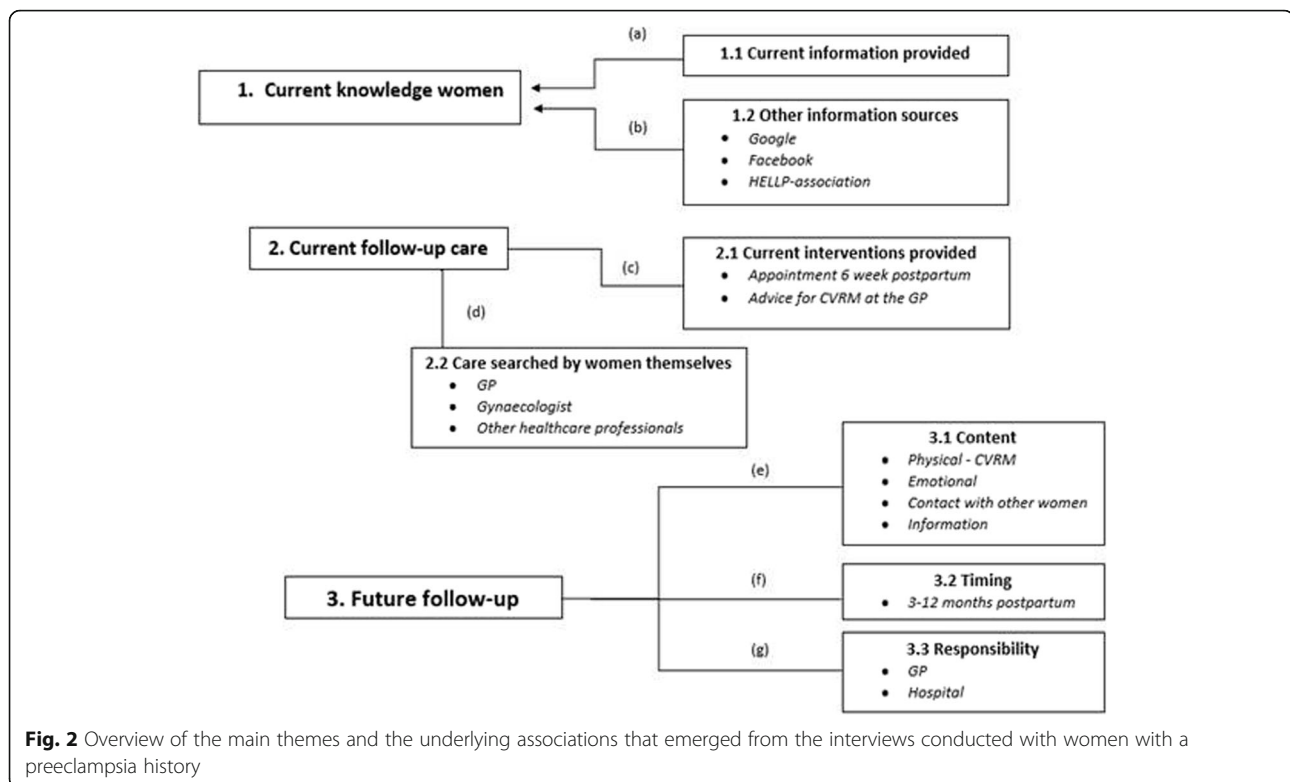 (a)
1.1 Current information provided
1. Current knowledge women
(b)
1.2 Other information sources
• Google
• Facebook
• HELLP-association
2. Current follow-up care
(c)
2.1 Current interventions provided
• Appointment 6 week postpartum
• Advice for CVRM at the GP
(d)
2.2 Care searched by women themselves
• GP
• Gynaecologist
• Other healthcare professionals
(e)
3.1 Content
• Physical - CVRM
• Emotional
• Contact with other women
• Information
3. Future follow-up
(f)
3.2 Timing
• 3-12 months postpartum
(g)
3.3 Responsibility
• GP
• Hospital
Fig. 2 Overview of the main themes and the underlying associations that emerged from the interviews conducted with women with a
preeclampsia history